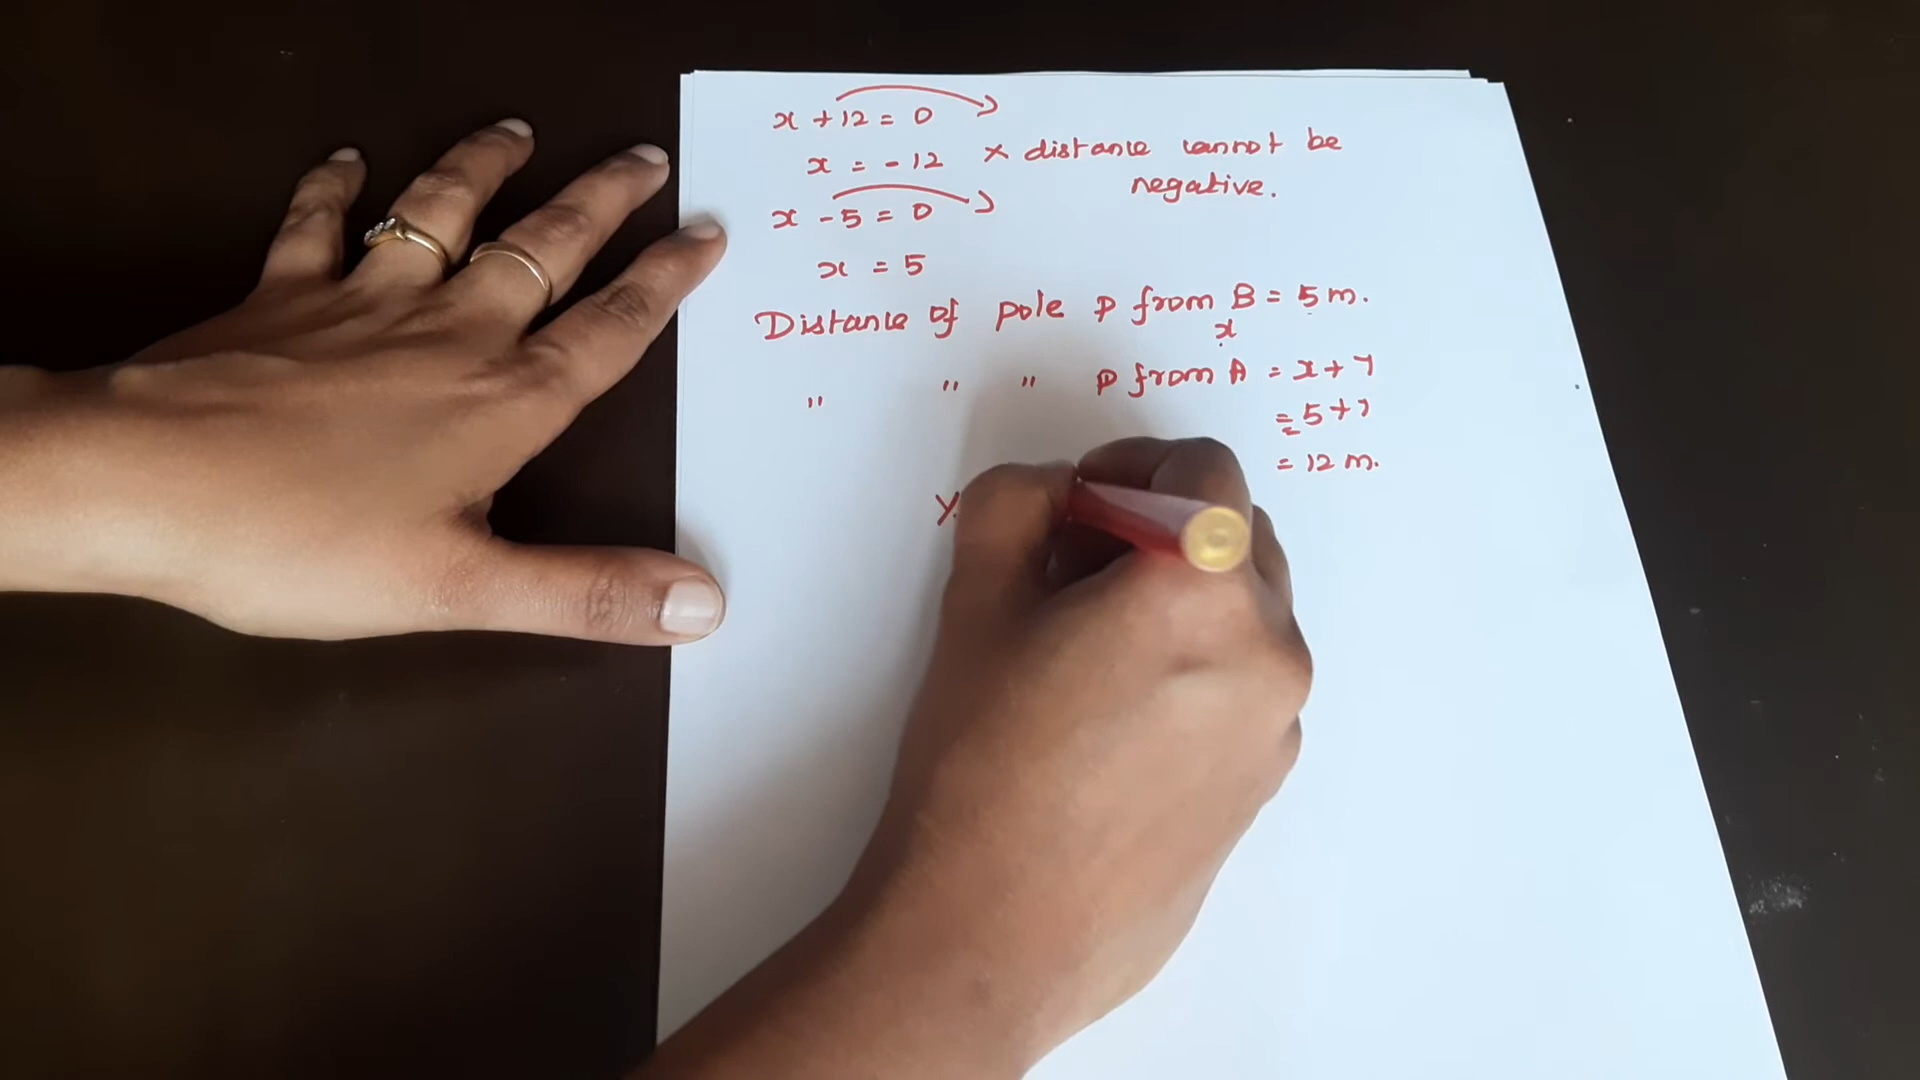 x + 12 = 0
x = - 12 × distance cannot be
negative.
x - 5 = 0
x = 5
Distance of pole P from B = 5 m.
x
" " " P from A = x + 7
= 5 + 7
= 12 m.
Y